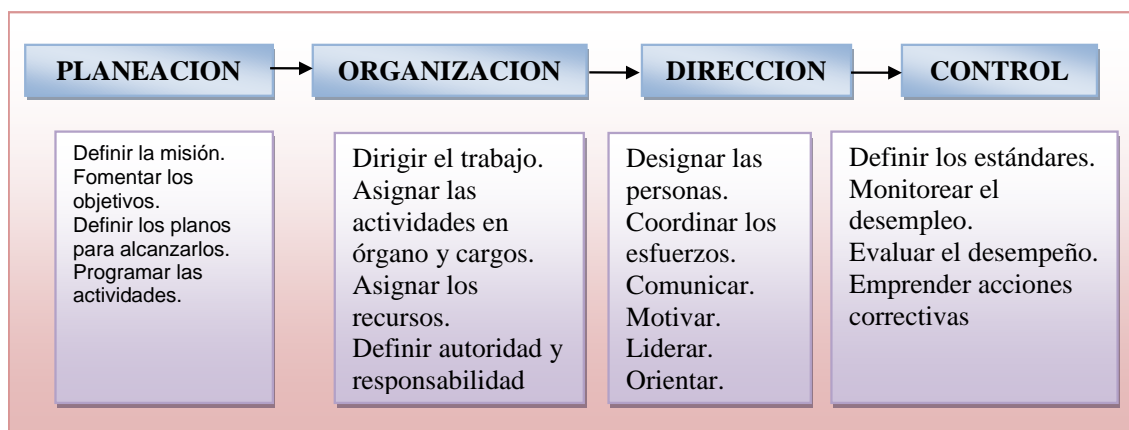 PLANEACION
ORGANIZACION
DIRECCION
CONTROL
Definir la misión.
Fomentar los
objetivos.
Definir los planos
para alcanzarlos.
Programar las
actividades.
Dirigir el trabajo.
Asignar las
actividades en
órgano y cargos.
Asignar los
recursos.
Definir autoridad y
responsabilidad
Designar las
personas.
Coordinar los
esfuerzos.
Comunicar.
Motivar.
Liderar.
Orientar.
Definir los estándares.
Monitorear el
desempleo.
Evaluar el desempeño.
Emprender acciones
correctivas